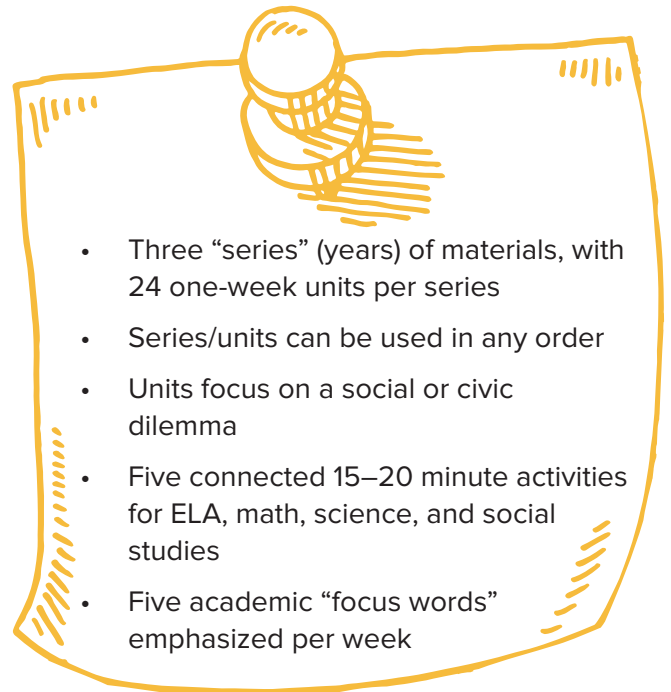 • Three “series” (years) of materials, with
24 one-week units per series
• Series/units can be used in any order
• Units focus on a social or civic
dilemma
• Five connected 15–20 minute activities
for ELA, math, science, and social
studies
• Five academic “focus words”
emphasized per week